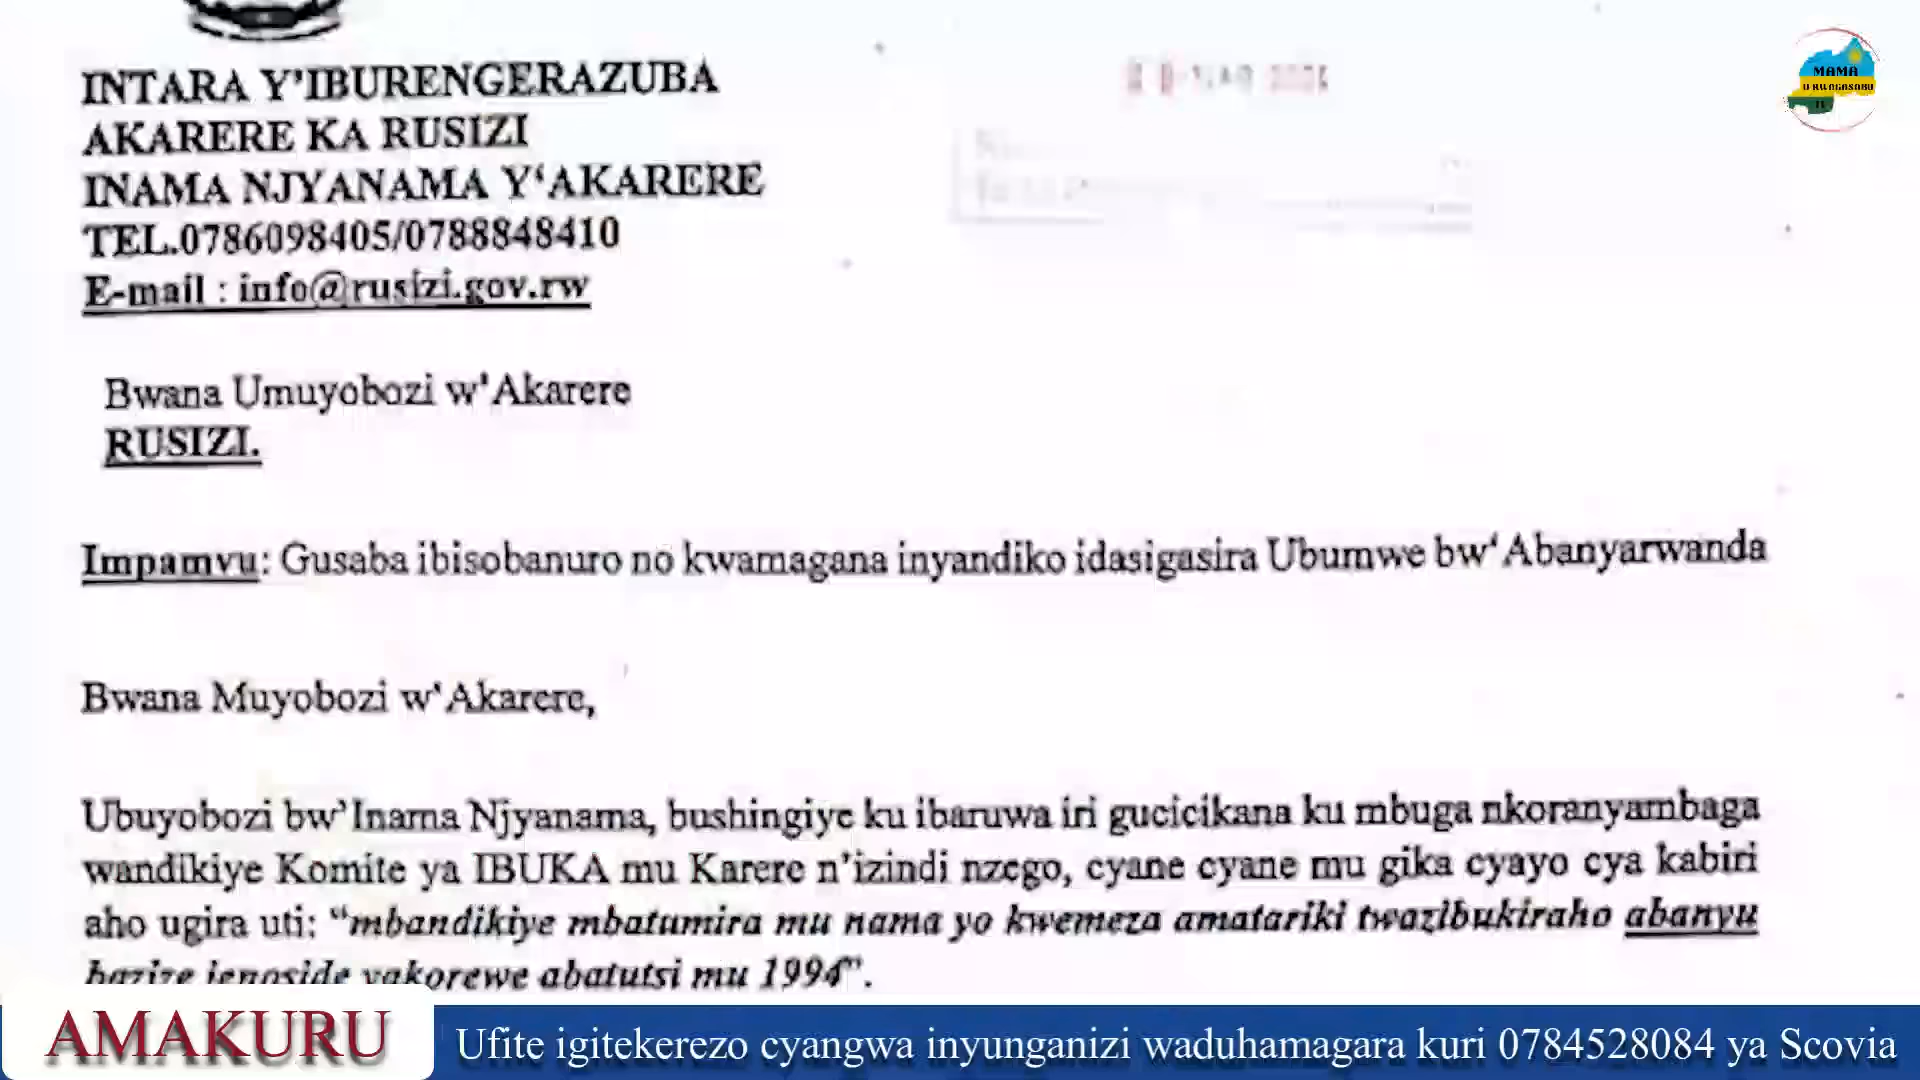 INTARA Y'IBURENGERAZUBA
AKARERE KA RUSIZI
INAMA NJYANAMA Y‘AKARERE
TEL.0786098405/0788848410
E-mail : info@rusizi.gov.rw
MAMA
U RWAGASABO
Bwana Umuyobozi w'Akarere
RUSIZI.
Impamvu: Gusaba ibisobanuro no kwamagana inyandiko idasigasira Ubumwe bw‘Abanyarwanda
Bwana Muyobozi w‘Akarere,
Ubuyobozi bw’Inama Njyanama, bushingiye ku ibaruwa iri gucicikana ku mbuga nkoranyambaga
wandikiye Komite ya IBUKA mu Karere n’izindi nzego, cyane cyane mu gika cyayo cya kabiri
aho ugira uti: “mbandikiye mbatumira mu nama yo kwemeza amatariki twazibukiraho abanyu
bazize jenoside yakorewe abatutsi mu 1994”.
AMAKURU
Ufite igitekerezo cyangwa inyunganizi waduhamagara kuri 0784528084 ya Scovia